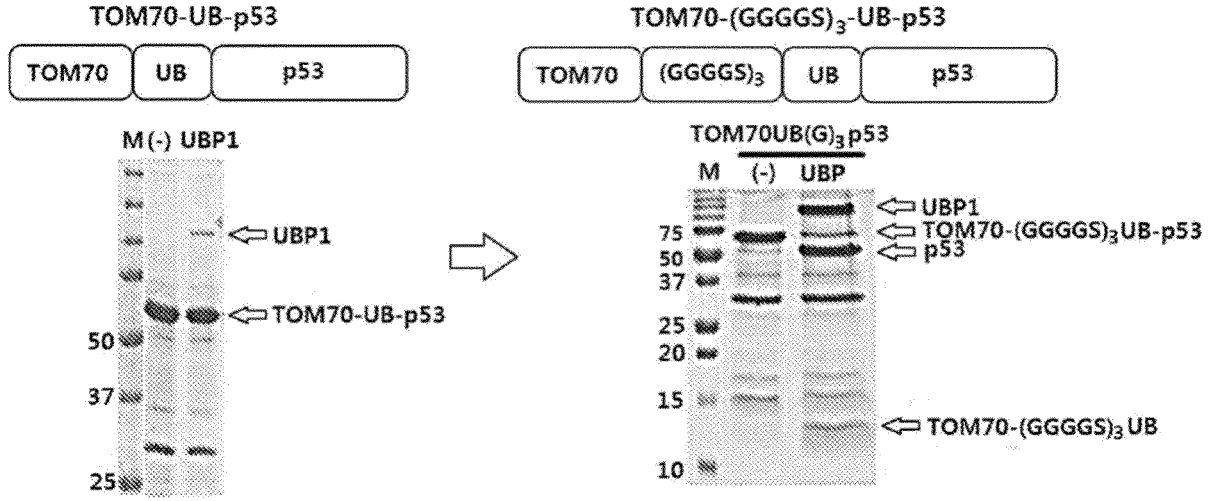 TOM70-UB-p53
TOM70 UB p53
M (-) UBP1
UBP1
TOM70-UB-p53
50
37
25
TOM70-(GGGGS)3-UB-p53
TOM70 (GGGGS)3 UB p53
TOM70UB(G)3p53
M (-) UBP
UBP1
75 TOM70-(GGGGS)3UB-p53
50 p53
37
25
20
15
TOM70-(GGGGS)3UB
10